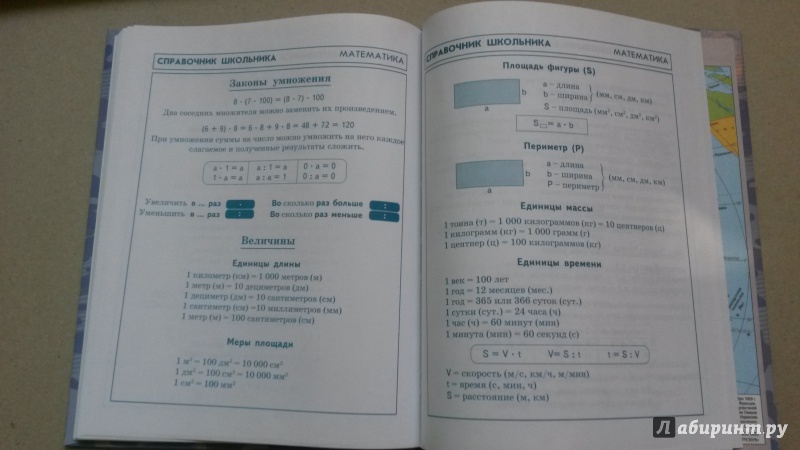 СПРАВОЧНИК ШКОЛЬНИКА МАТЕМАТИКА
Законы умножения
8 · (7 · 100) = (8 · 7) · 100
Два соседних множителя можно заменить их произведением.
(6 + 9) · 8 = 6 · 8 + 9 · 8 = 48 + 72 = 120
При умножении суммы на число можно умножить на него каждое
слагаемое и полученные результаты сложить.
a · 1 = a a : 1 = a 0 · a = 0
1 · a = a a : a = 1 0 : a = 0
Увеличить в ... раз · Во сколько раз больше :
Уменьшить в ... раз : Во сколько раз меньше :
Величины
Единицы длины
1 километр (км) = 1 000 метров (м)
1 метр (м) = 10 дециметров (дм)
1 дециметр (дм) = 10 сантиметров (см)
1 сантиметр (см) = 10 миллиметров (мм)
1 метр (м) = 100 сантиметров (см)
Меры площади
1 м² = 100 дм² = 10 000 см²
1 дм² = 100 см² = 10 000 мм²
1 см² = 100 мм²
СПРАВОЧНИК ШКОЛЬНИКА МАТЕМАТИКА
Площадь фигуры (S)
a – длина
b b – ширина (мм, см, дм, км)
a S – площадь (мм², см², дм², км²)
S▭ = a · b
Периметр (P)
a – длина
b b – ширина (мм, см, дм, км)
a P – периметр
Единицы массы
1 тонна (т) = 1 000 килограммов (кг) = 10 центнеров (ц)
1 килограмм (кг) = 1 000 грамм (г)
1 центнер (ц) = 100 килограммов (кг)
Единицы времени
1 век = 100 лет
1 год = 12 месяцев (мес.)
1 год = 365 или 366 суток (сут.)
1 сутки (сут.) = 24 часа (ч)
1 час (ч) = 60 минут (мин)
1 минута (мин) = 60 секунд (с)
S = V · t V = S : t t = S : V
V = скорость (м/с, км/ч, м/мин)
t = время (с, мин, ч)
S = расстояние (м, км)
Лабиринт.ру